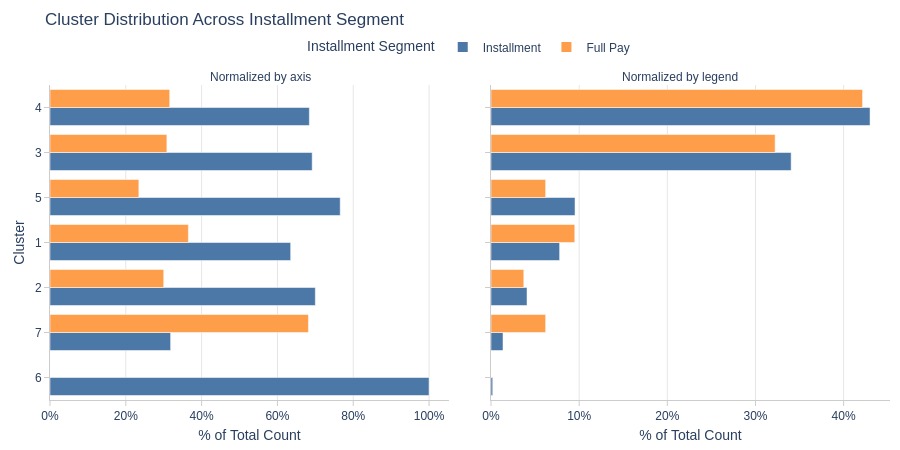 Cluster Distribution Across Installment Segment
Installment Segment Installment Full Pay
Normalized by axis
Normalized by legend
Cluster
4
3
5
1
2
7
6
0% 20% 40% 60% 80% 100%
0% 10% 20% 30% 40%
% of Total Count
% of Total Count